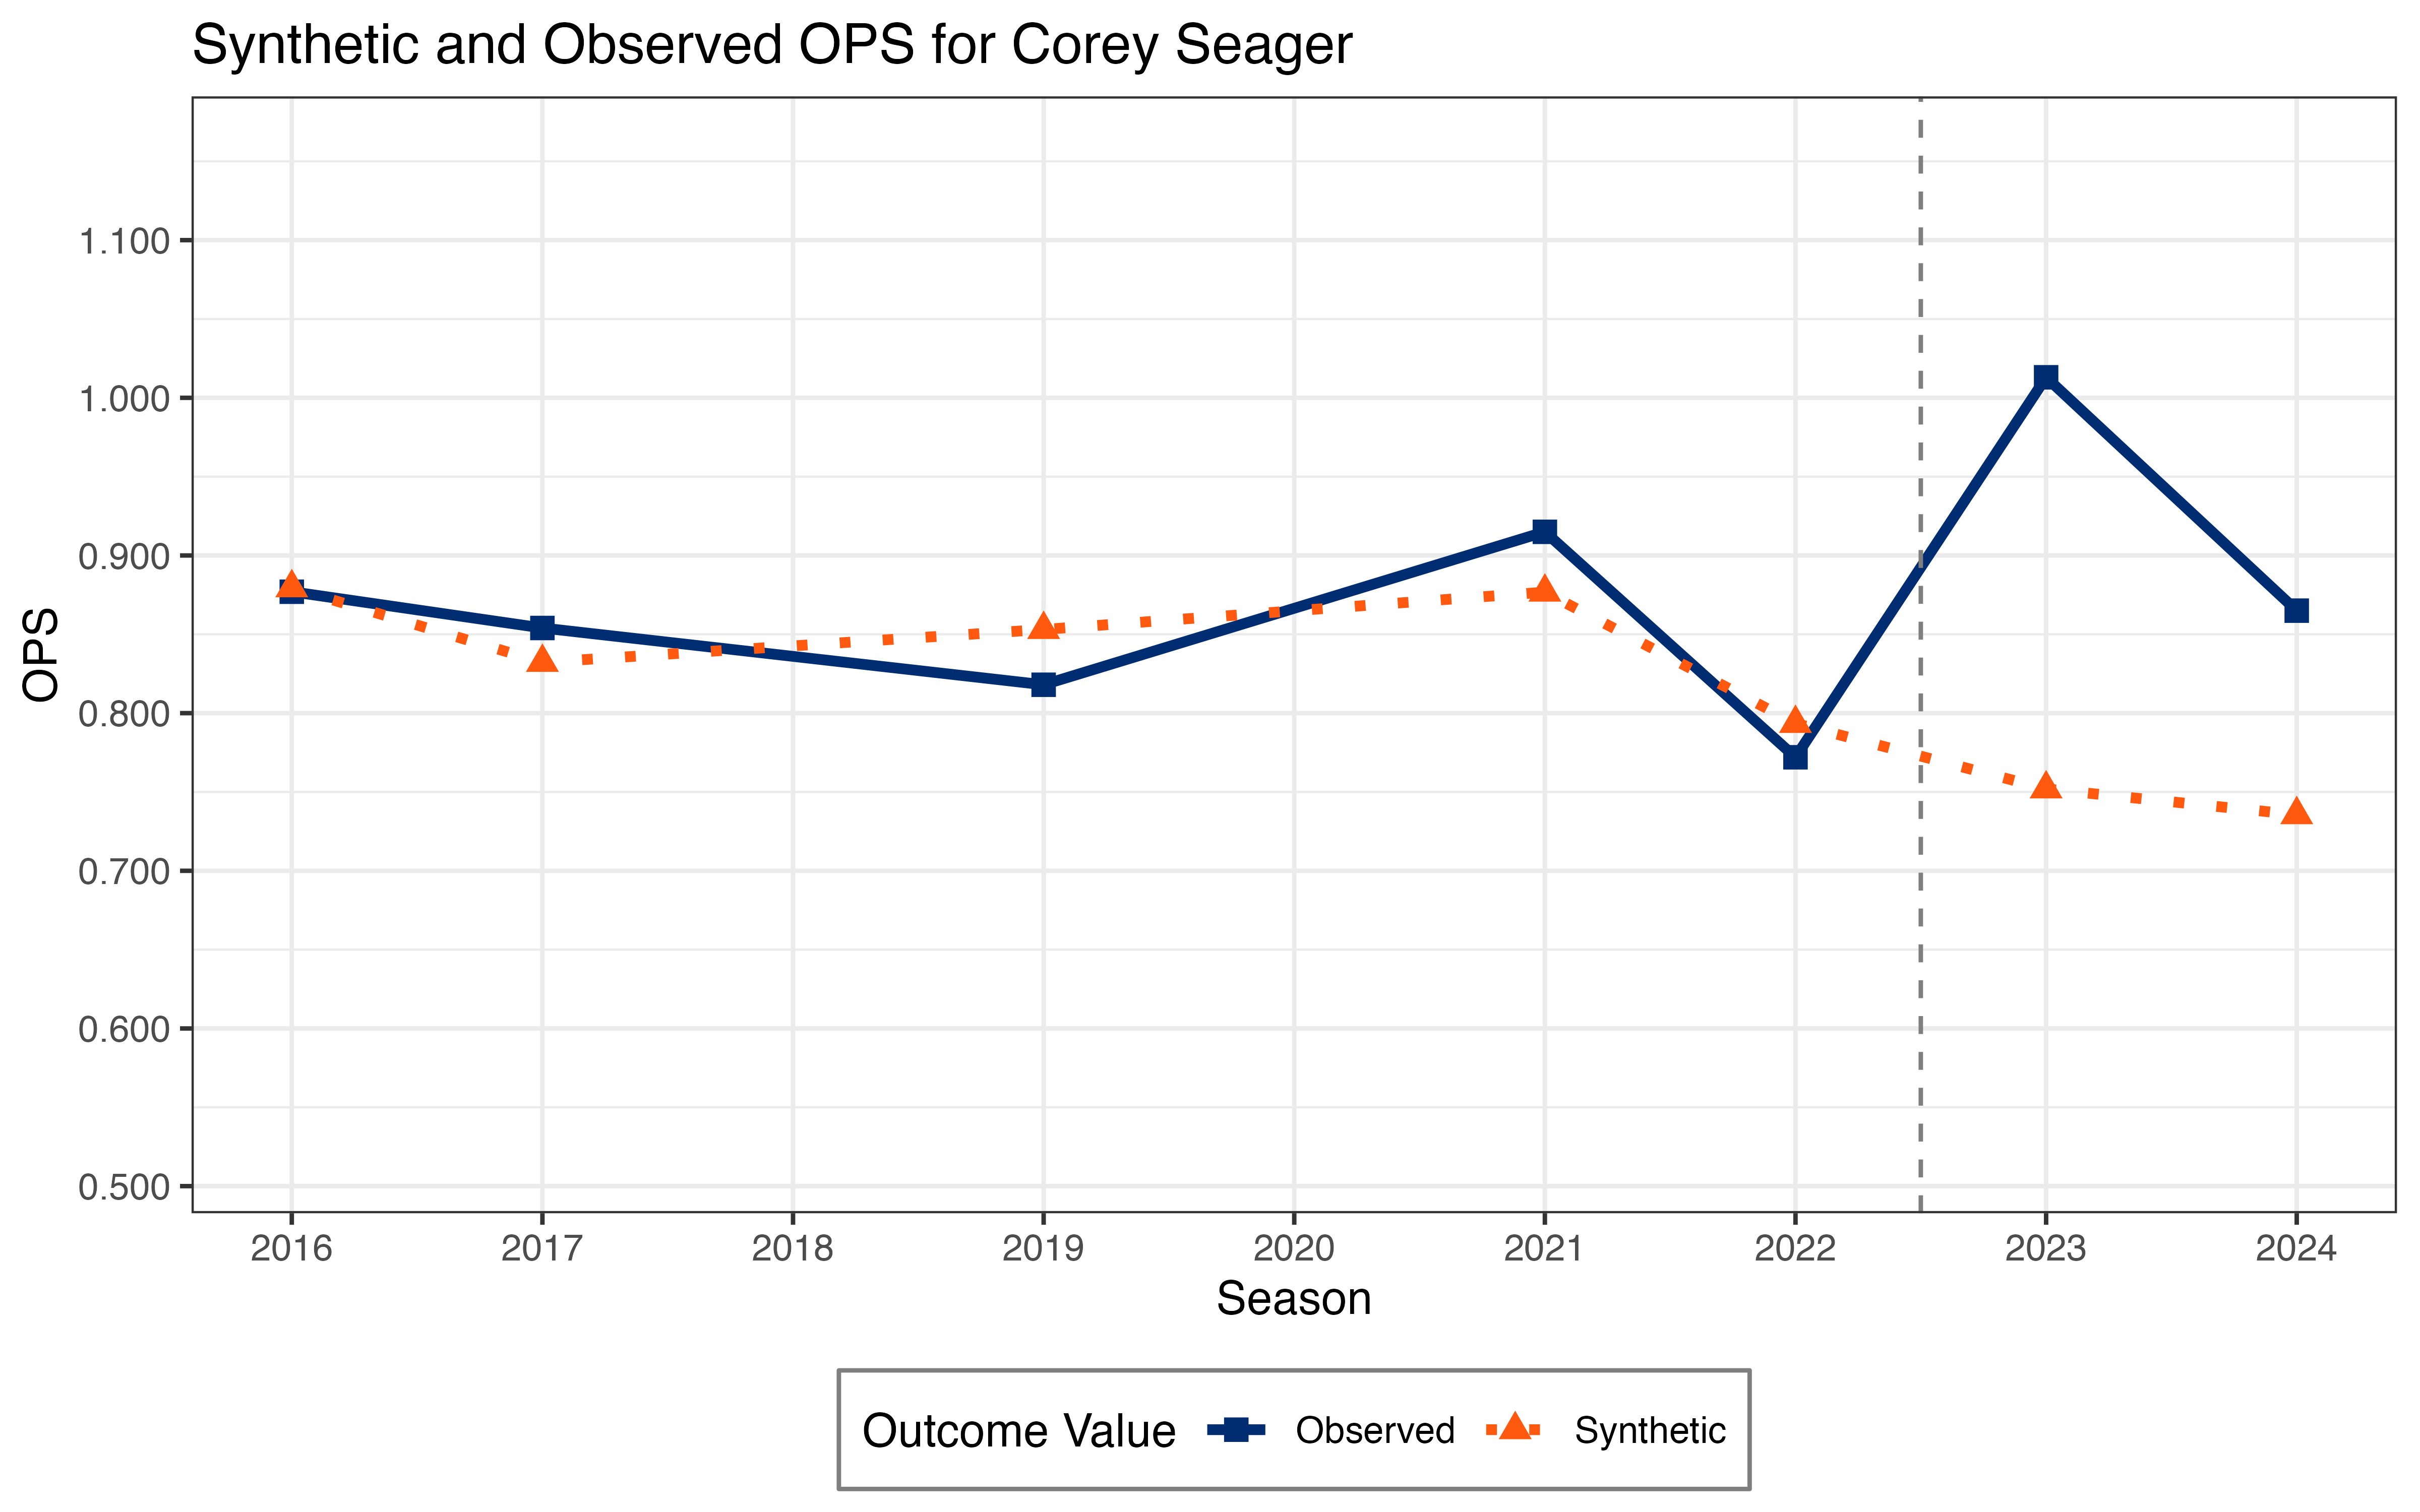 Synthetic and Observed OPS for Corey Seager
OPS
1.100
1.000
0.900
0.800
0.700
0.600
0.500
2016 2017 2018 2019 2020 2021 2022 2023 2024
Season
Outcome Value Observed Synthetic